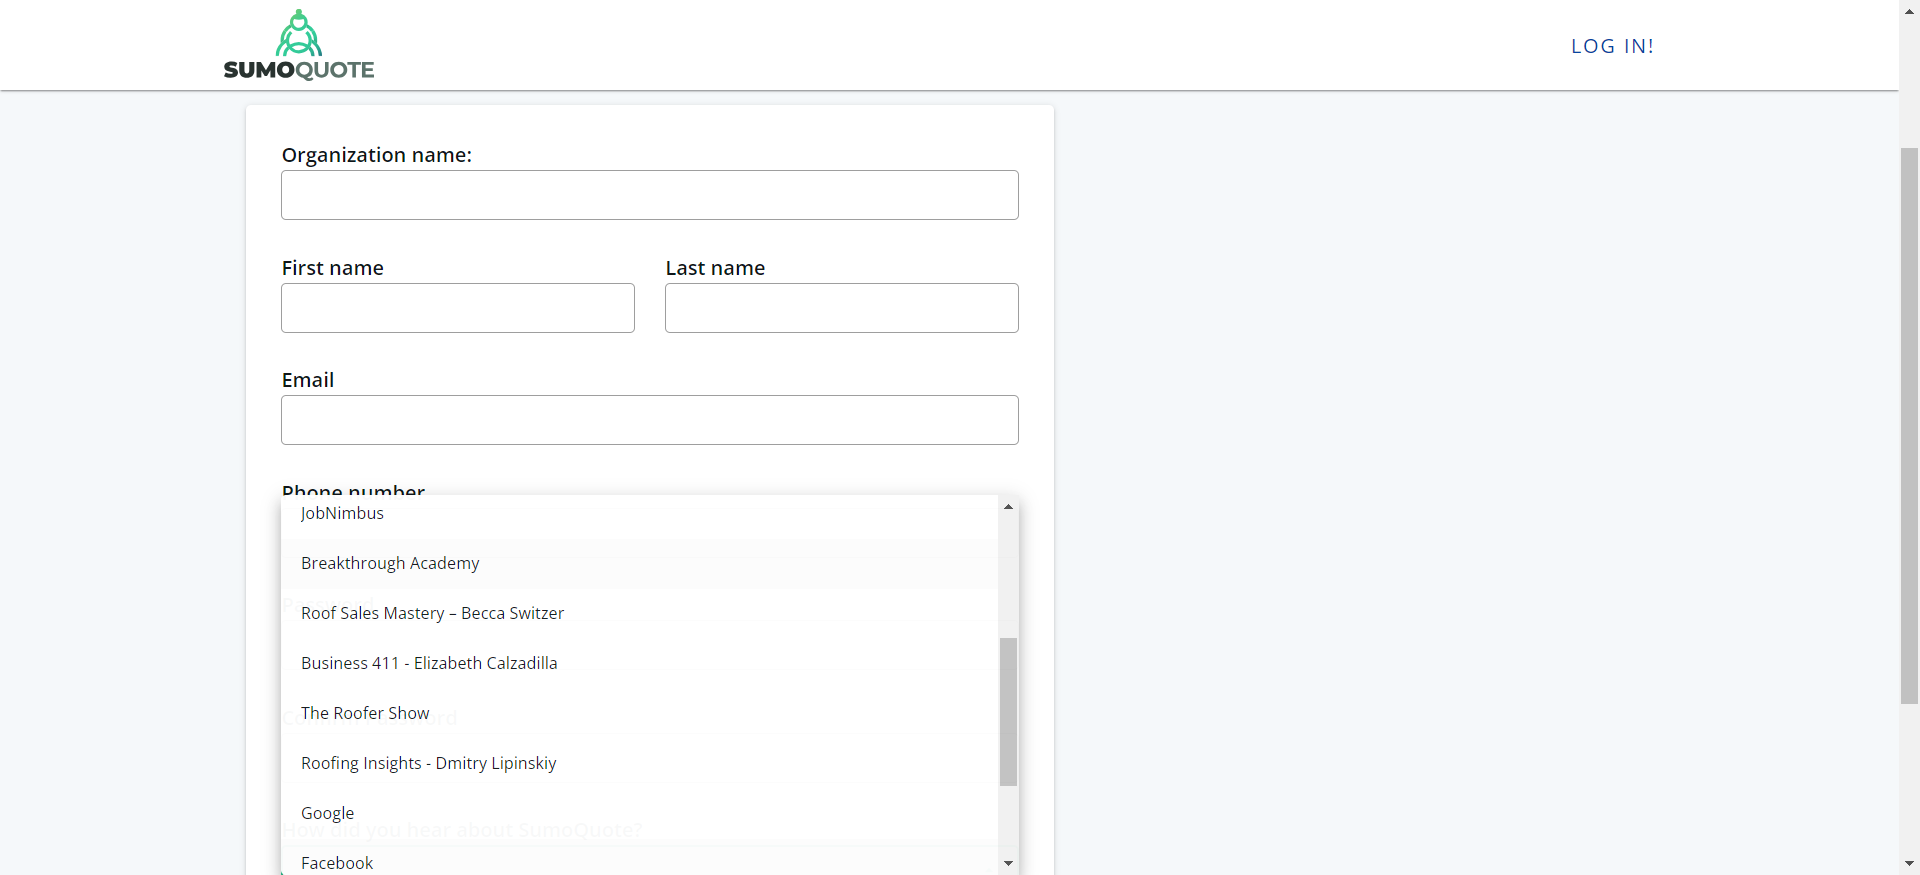 SUMOQUOTE
LOG IN!
Organization name:
First name
Last name
Email
Phone number
JobNimbus
Breakthrough Academy
Roof Sales Mastery – Becca Switzer
Business 411 - Elizabeth Calzadilla
The Roofer Show
Roofing Insights - Dmitry Lipinskiy
Google
How did you hear about SumoQuote?
Facebook